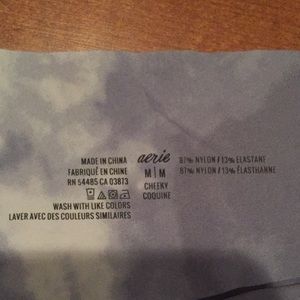 MADE IN CHINA
FABRIQUÉ EN CHINE
RN 54485 CA 03873
WASH WITH LIKE COLORS
LAVER AVEC DES COULEURS SIMILAIRES
aerie
M | M
CHEEKY
COQUINE
87% NYLON / 13% ELASTANE
87% NYLON / 13% ÉLASTHANNE